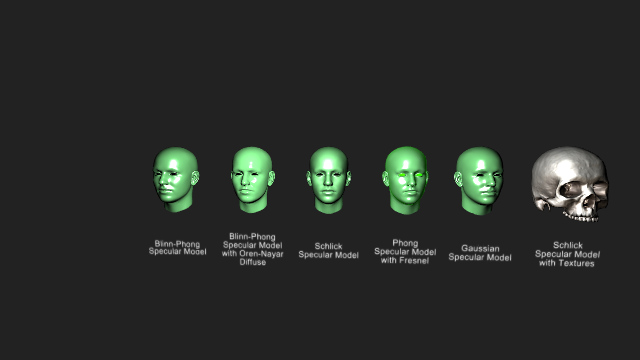 Blinn-Phong
Specular Model
Blinn-Phong
Specular Model
with Oren-Nayar
Diffuse
Schlick
Specular Model
Phong
Specular Model
with Fresnel
Gaussian
Specular Model
Schlick
Specular Model
with Textures